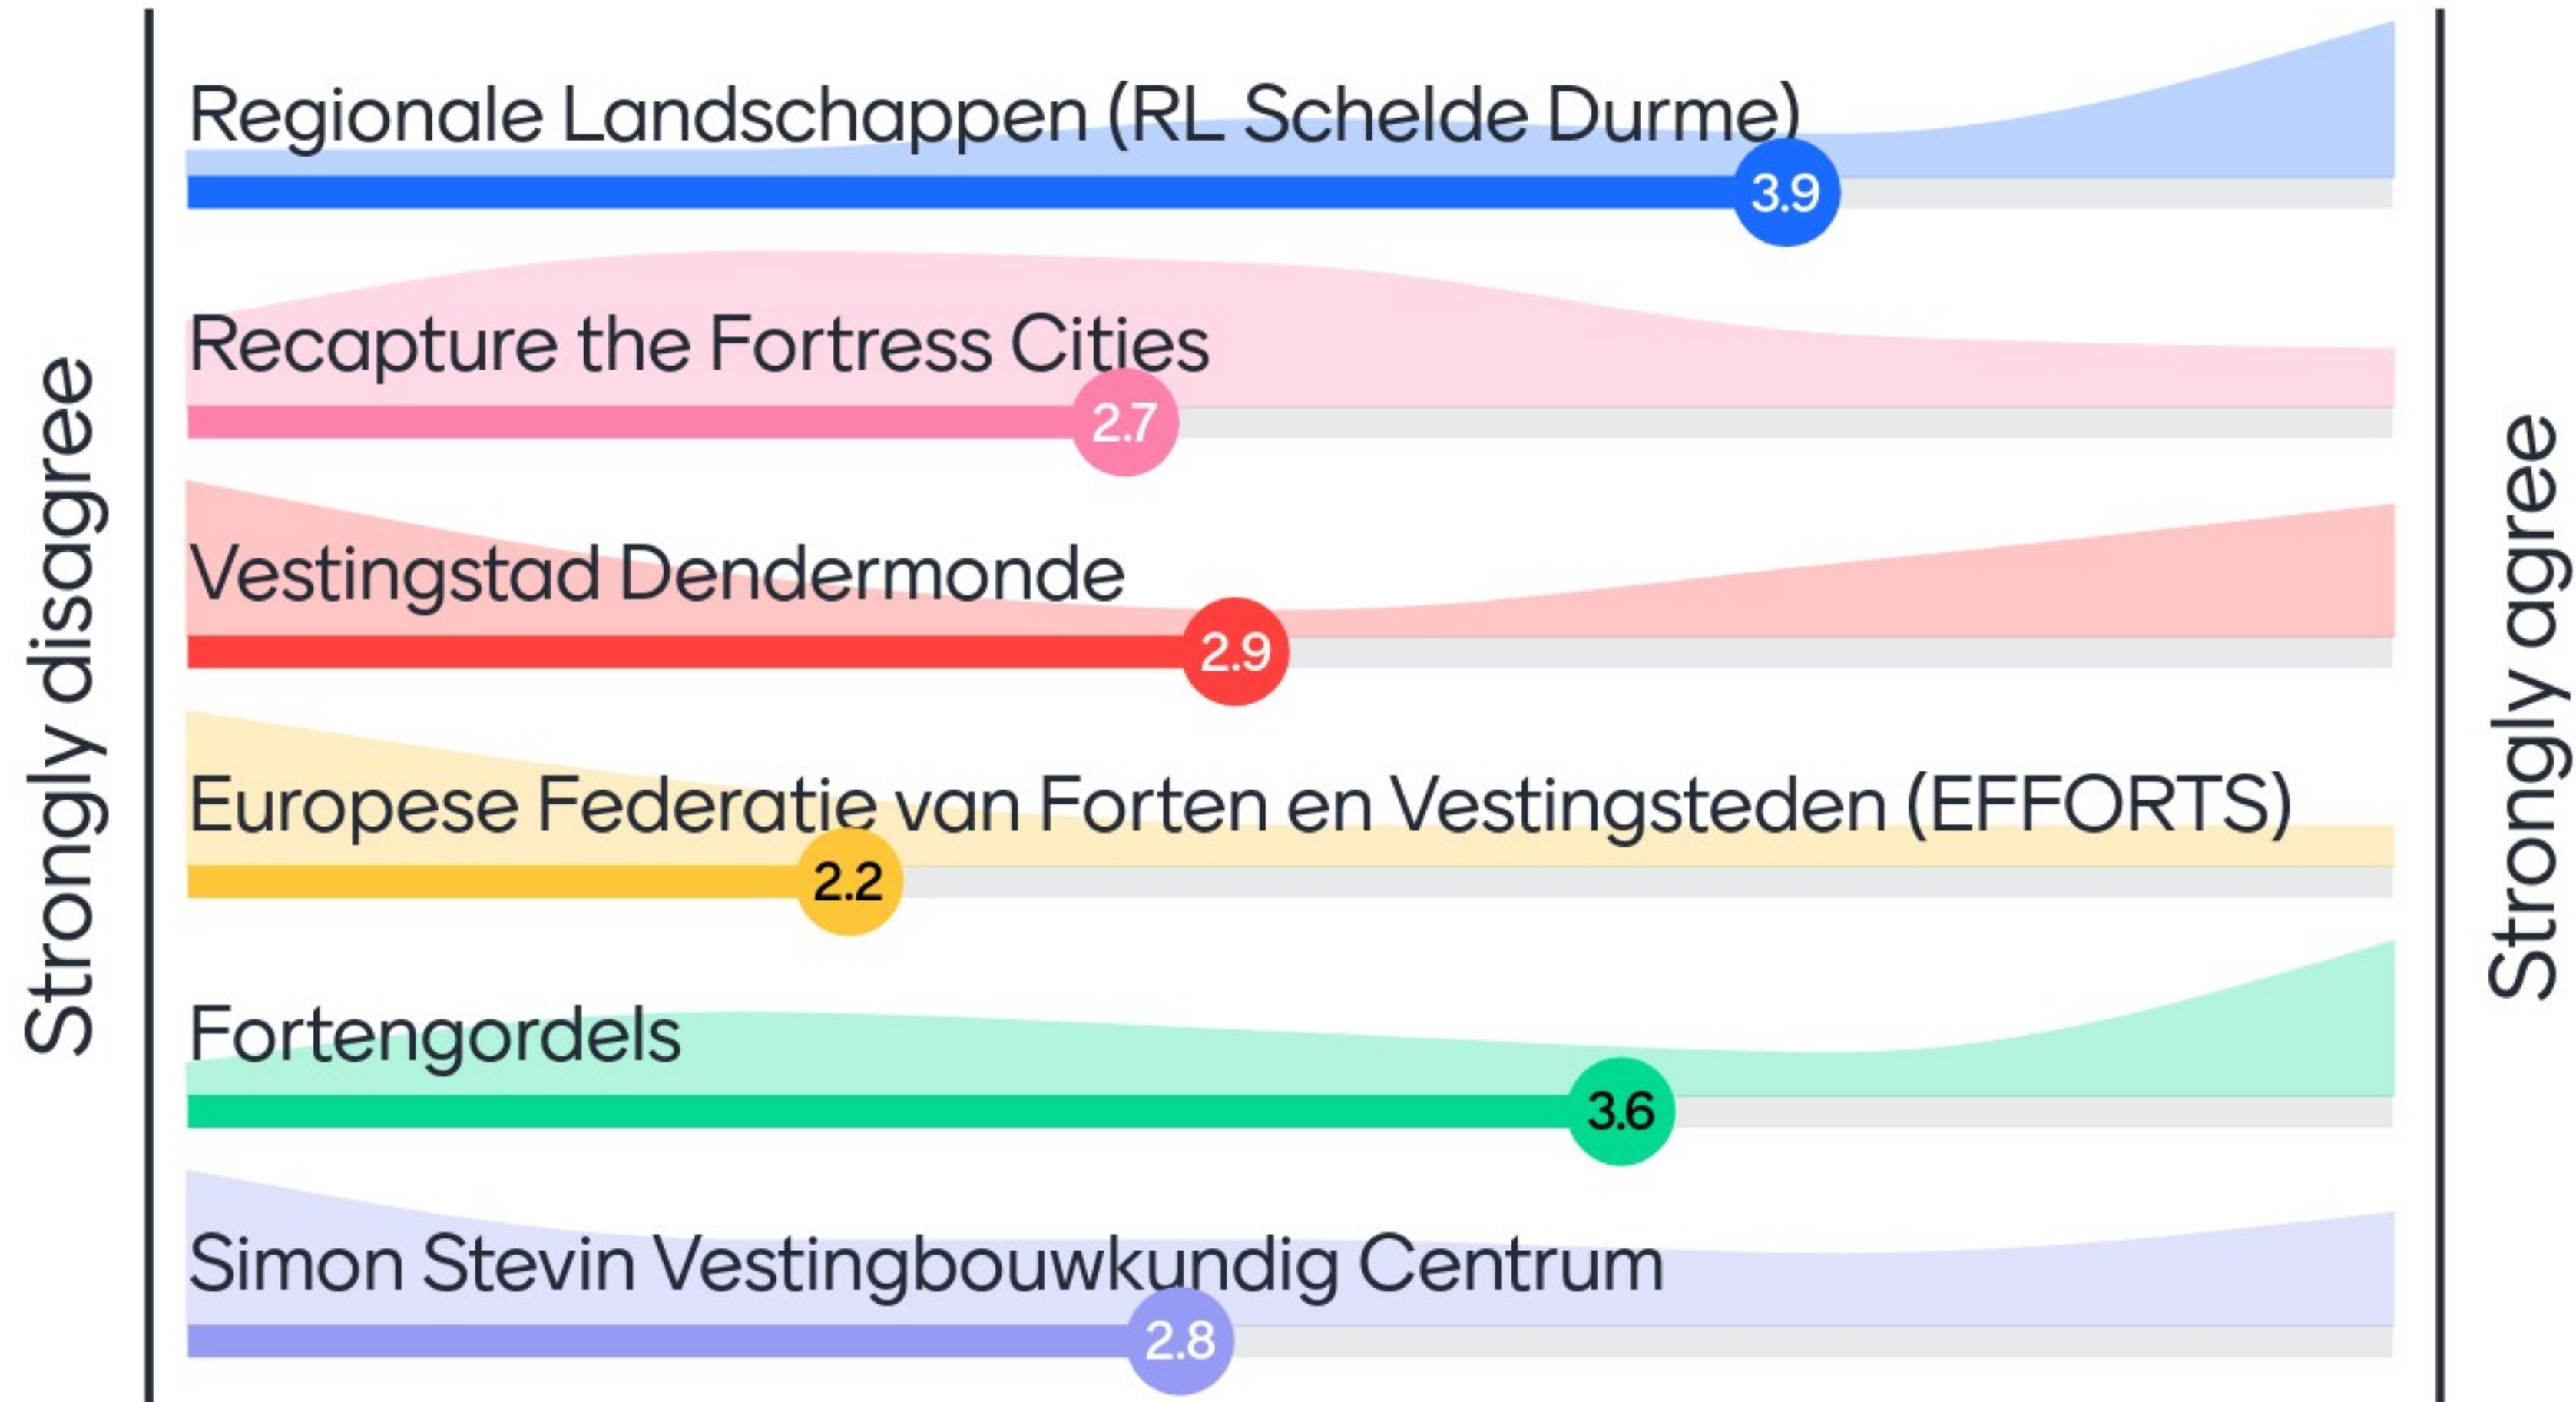 Strongly disagree
Regionale Landschappen (RL Schelde Durme)
3.9
Recapture the Fortress Cities
2.7
Vestingstad Dendermonde
2.9
Europese Federatie van Forten en Vestingsteden (EFFORTS)
2.2
Fortengordels
3.6
Simon Stevin Vestingbouwkundig Centrum
2.8
Strongly agree